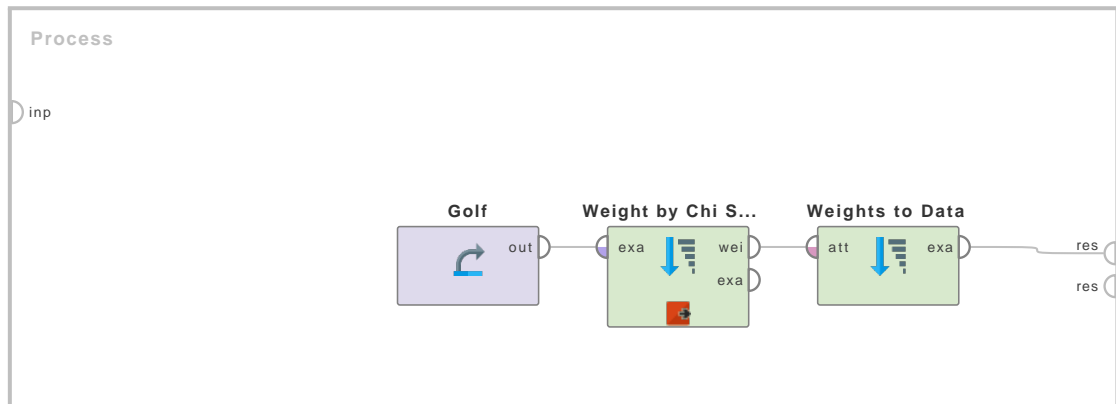 Process
inp
Golf
Weight by Chi S...
Weights to Data
out
exa
wei
exa
att
exa
res
res